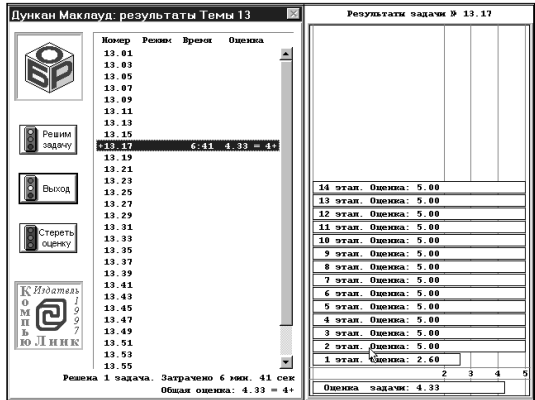 Дункан Маклауд: результаты Темы 13
Номер Режим Время Оценка
13.01
13.03
13.05
13.07
13.09
13.11
13.13
13.15
+13.17 6:41 4.33 = 4+
13.19
13.21
13.23
13.25
13.27
13.29
13.31
13.33
13.35
13.37
13.39
13.41
13.43
13.45
13.47
13.49
13.51
13.53
13.55
Решена 1 задача. Затрачено 6 мин. 41 сек
Общая оценка: 4.33 = 4+
ОБР
Решим
задачу
Выход
Стереть
оценку
Издатель
1997
КомпьюЛинк
Результаты задачи № 13.17
14 этап. Оценка: 5.00
13 этап. Оценка: 5.00
12 этап. Оценка: 5.00
11 этап. Оценка: 5.00
10 этап. Оценка: 5.00
9 этап. Оценка: 5.00
8 этап. Оценка: 5.00
7 этап. Оценка: 5.00
6 этап. Оценка: 5.00
5 этап. Оценка: 5.00
4 этап. Оценка: 5.00
3 этап. Оценка: 5.00
2 этап. Оценка: 5.00
1 этап. Оценка: 2.60
2 3 4 5
Оценка задачи: 4.33